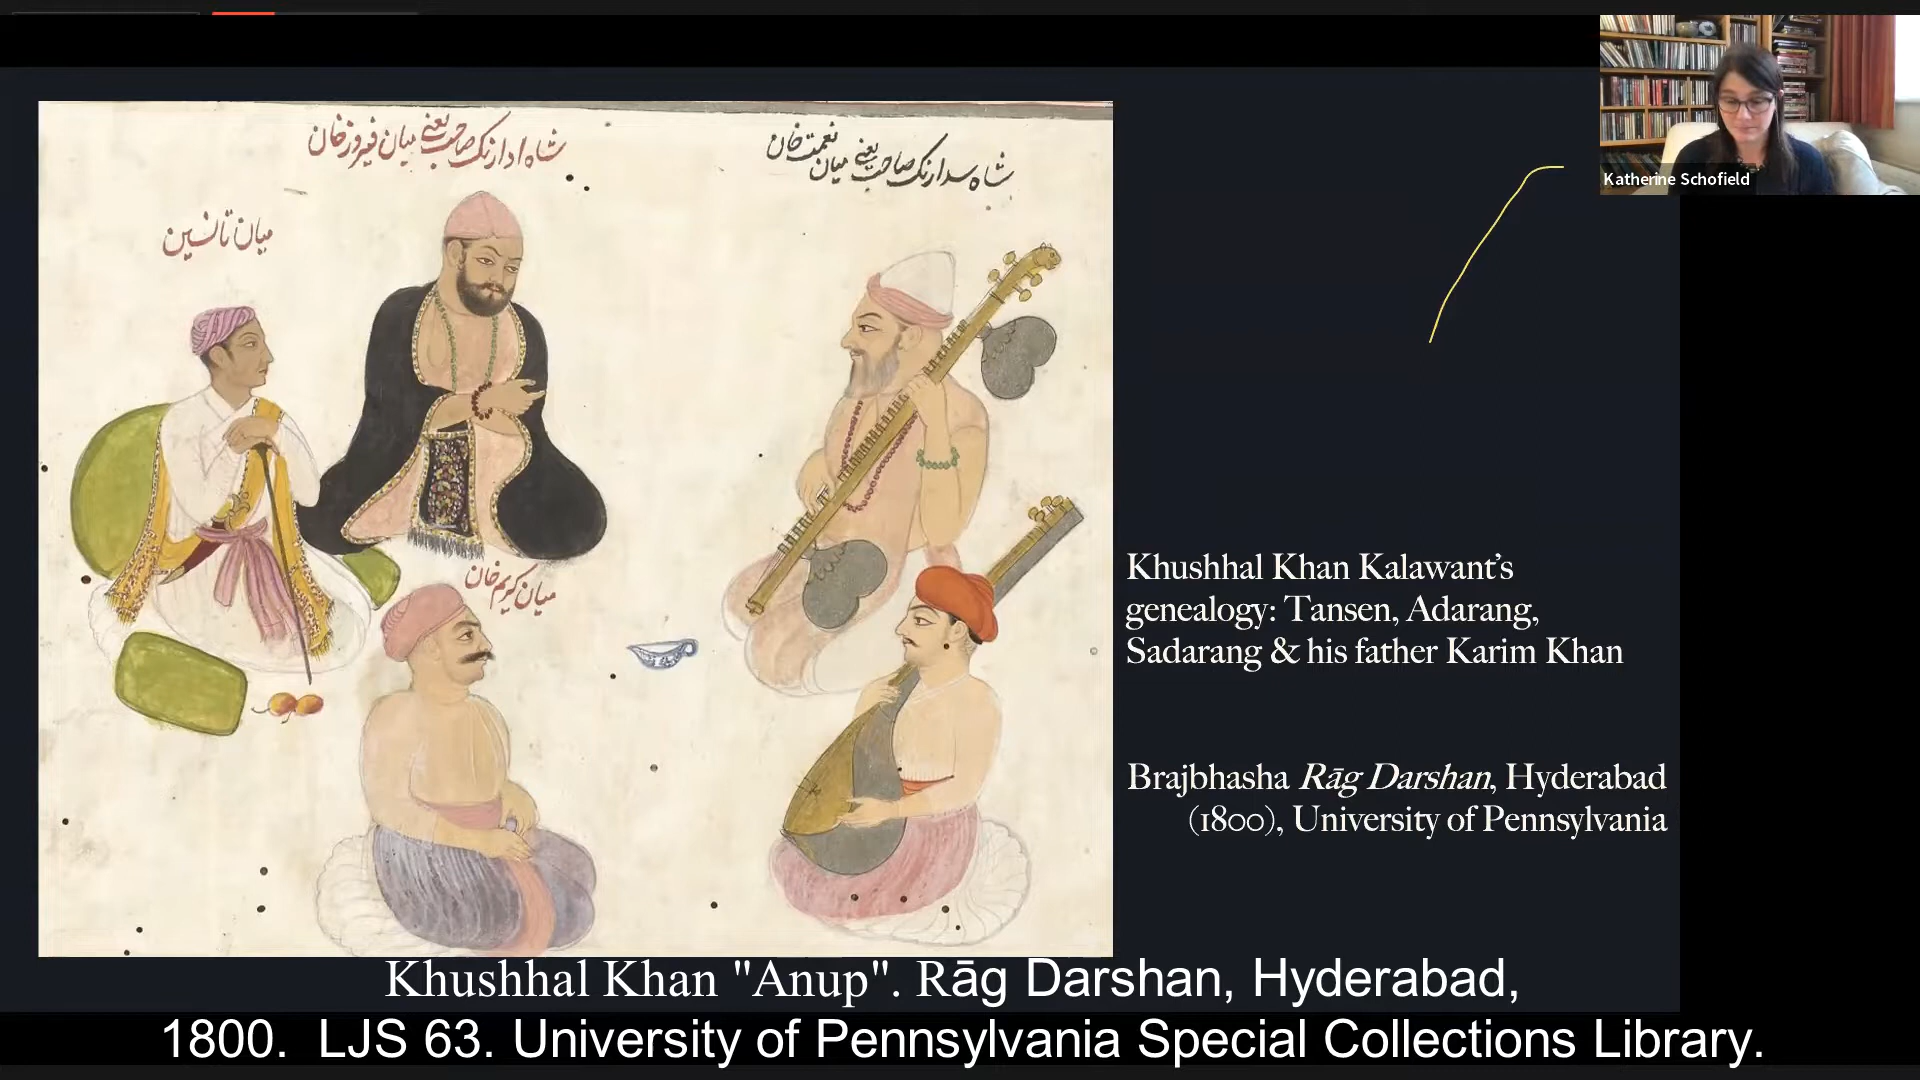 شاه ادارنگ صاحب یعنی میان فیروز خان
شاه سدارنگ صاحب یعنی میان نعمت خان
میان تانسین
میان کریم خان
Katherine Schofield
Khushhal Khan Kalawant’s
genealogy: Tansen, Adarang,
Sadarang & his father Karim Khan
Brajbhasha Rāg Darshan, Hyderabad
(1800), University of Pennsylvania
Khushhal Khan "Anup". Rāg Darshan, Hyderabad,
1800. LJS 63. University of Pennsylvania Special Collections Library.